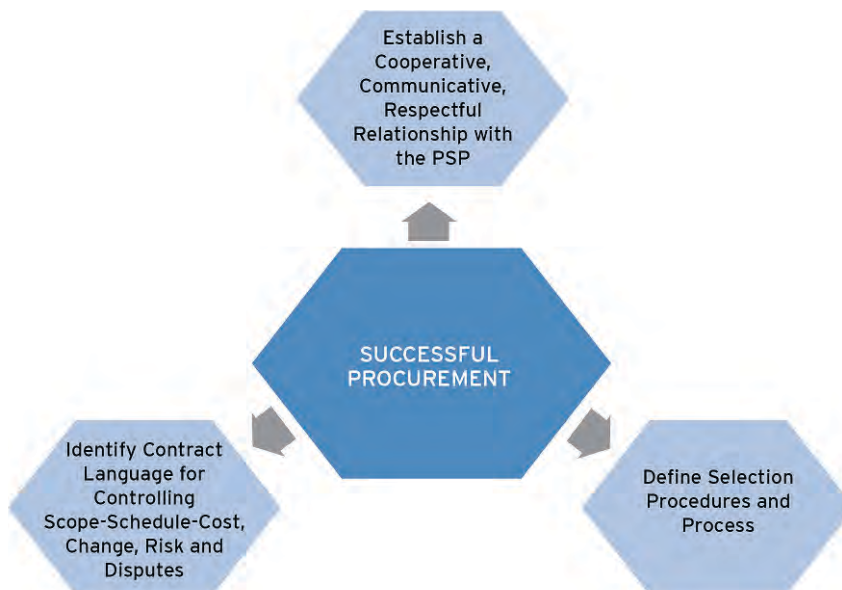 Establish a
Cooperative,
Communicative,
Respectful
Relationship with
the PSP
SUCCESSFUL
PROCUREMENT
Identify Contract
Language for
Controlling
Scope-Schedule-Cost,
Change, Risk and
Disputes
Define Selection
Procedures and
Process